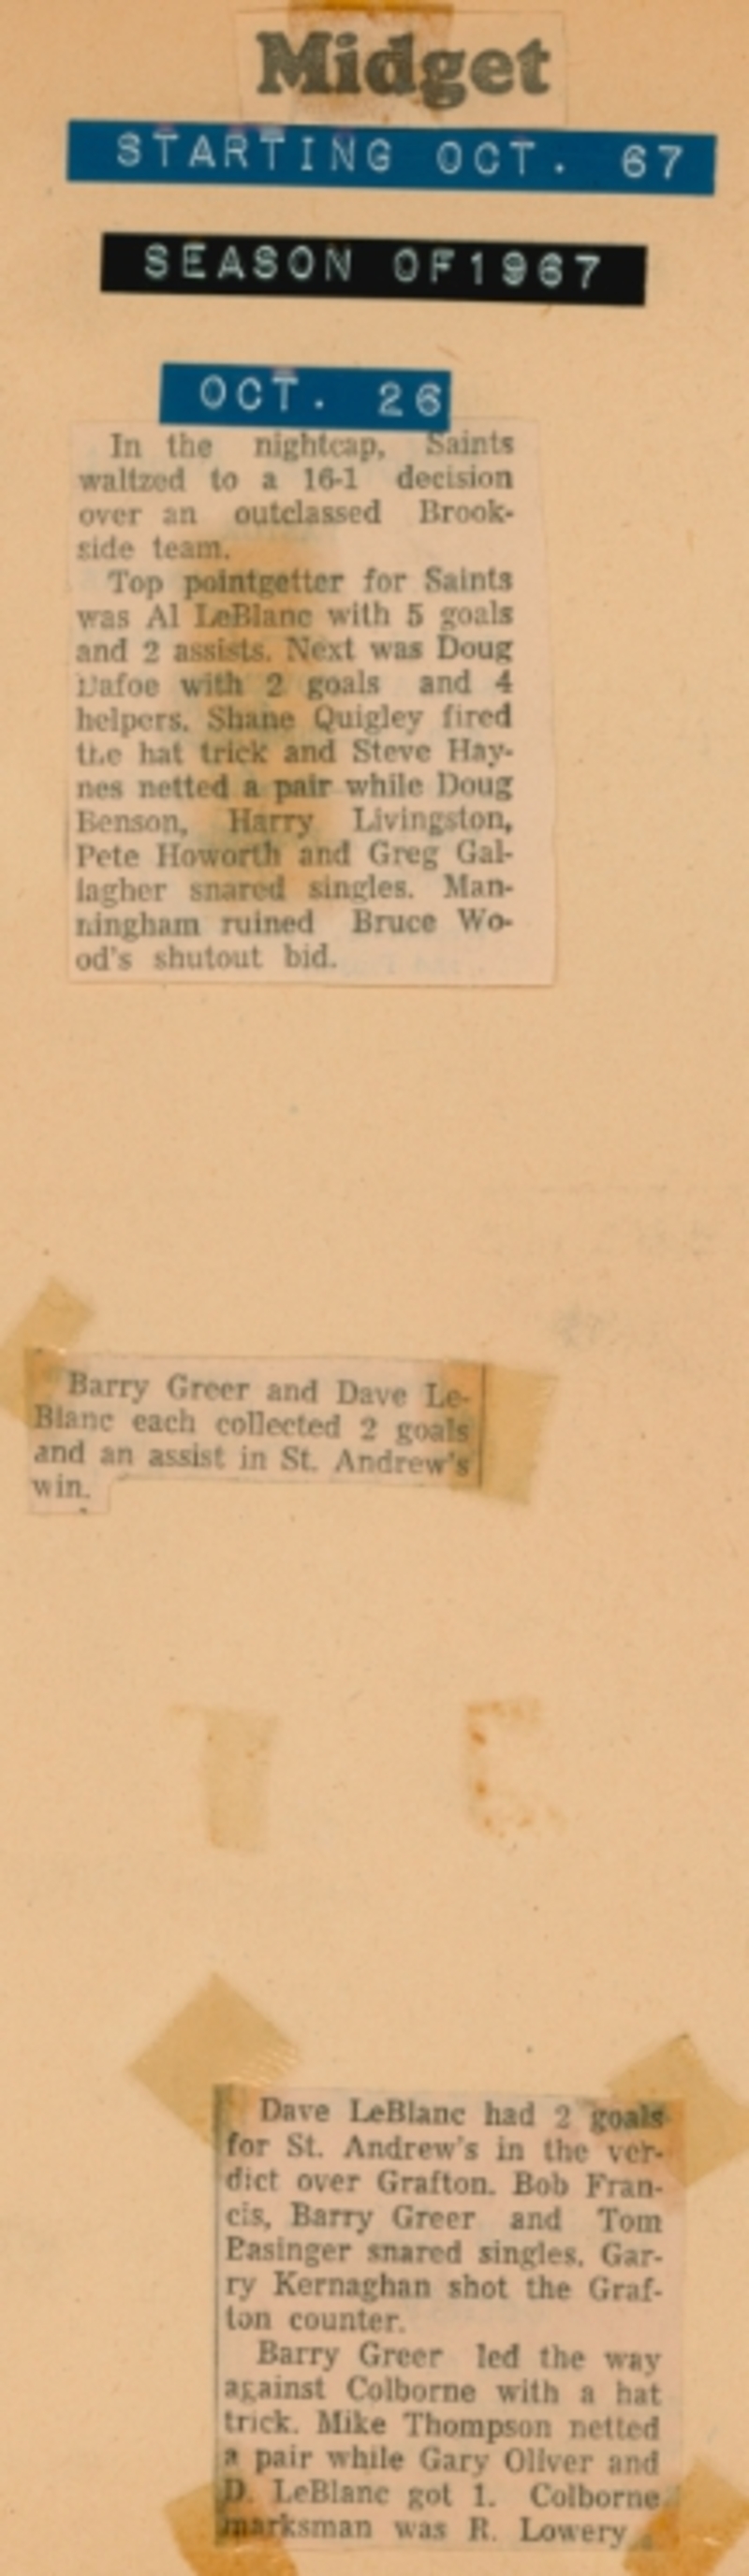 Midget
STARTING OCT. 67
SEASON OF1967
OCT. 26
In the nightcap, Saints
waltzed to a 16-1 decision
over an outclassed Brook-
side team.
Top pointgetter for Saints
was Al LeBlanc with 5 goals
and 2 assists. Next was Doug
Dafoe with 2 goals and 4
helpers. Shane Quigley fired
the hat trick and Steve Hay-
nes netted a pair while Doug
Benson, Harry Livingston,
Pete Howorth and Greg Gal-
lagher snared singles. Man-
ningham ruined Bruce Wo-
od's shutout bid.
Barry Greer and Dave Le-
Blanc each collected 2 goals
and an assist in St. Andrew's
win.
Dave LeBlanc had 2 goals
for St. Andrew's in the ver-
dict over Grafton. Bob Fran-
cis, Barry Greer and Tom
Pasinger snared singles. Gar-
ry Kernaghan shot the Graf-
ton counter.
Barry Greer led the way
against Colborne with a hat
trick. Mike Thompson netted
a pair while Gary Oliver and
D. LeBlanc got 1. Colborne
marksman was R. Lowery.